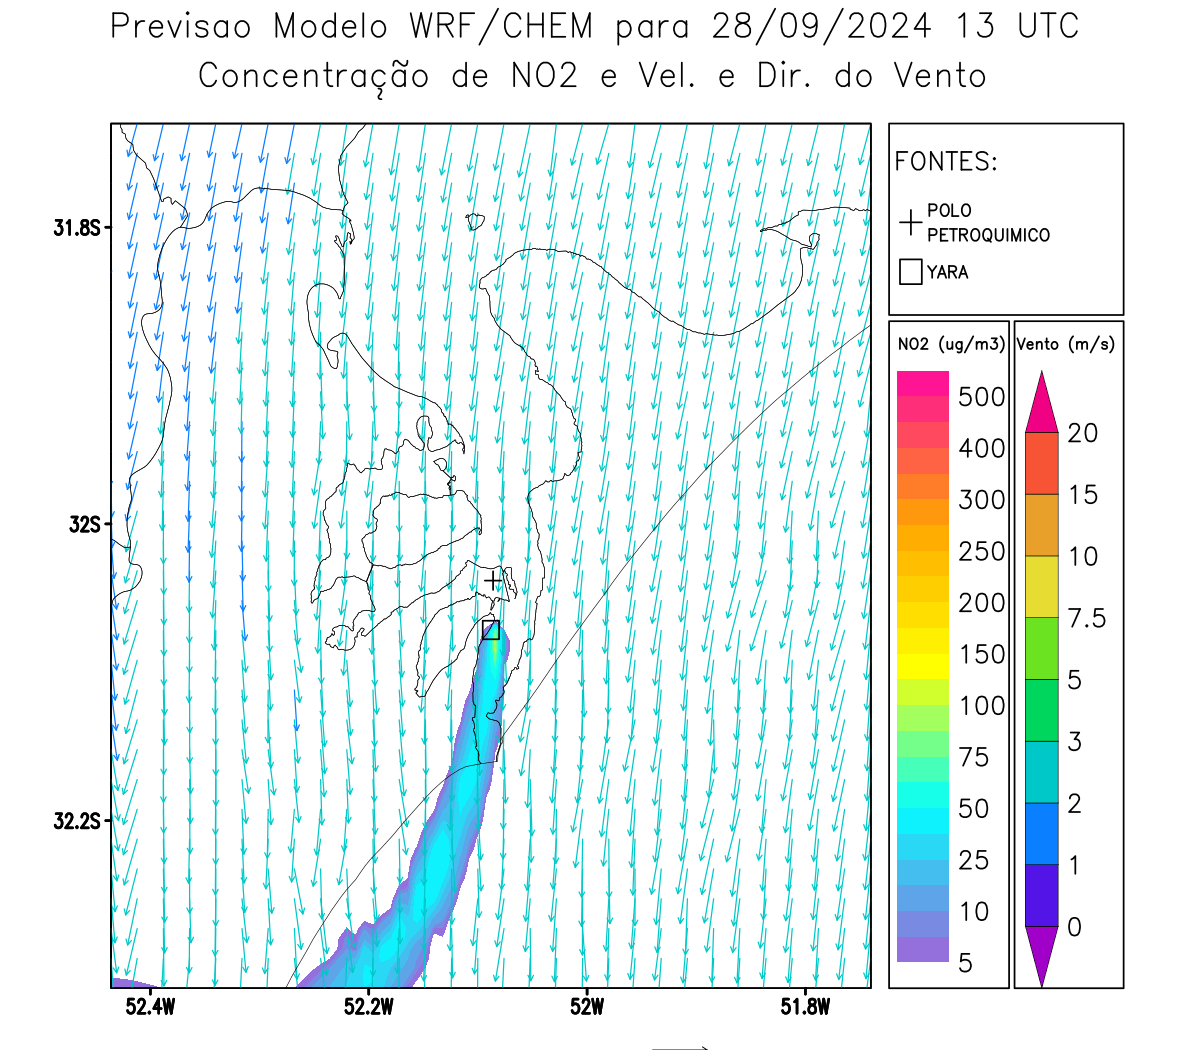 Previsao Modelo WRF/CHEM para 28/09/2024 13 UTC
Concentração de NO2 e Vel. e Dir. do Vento
FONTES:
POLO
PETROQUIMICO
YARA
NO2 (ug/m3)
500
400
300
250
200
150
100
75
50
25
10
5
Vento (m/s)
20
15
10
7.5
5
3
2
1
0
31.8S
32S
32.2S
52.4W
52.2W
52W
51.8W